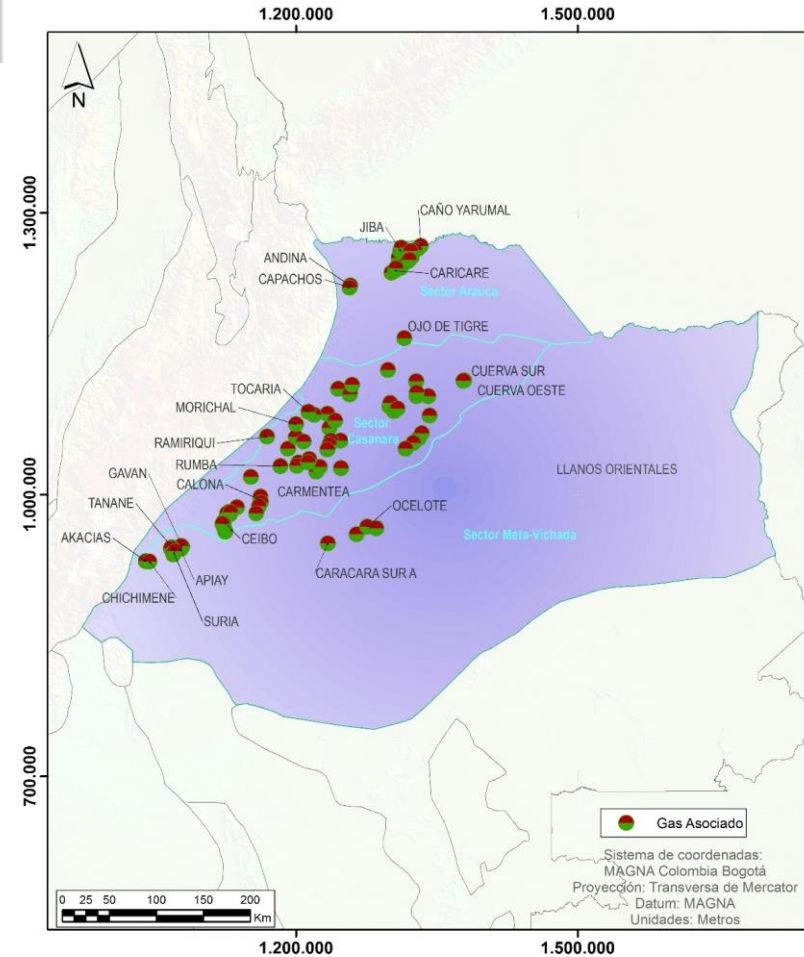 1.200.000
1.500.000
N
1.300.000
1.000.000
700.000
CAÑO YARUMAL
JIBA
ANDINA
CAPACHOS
CARICARE
Sector Arauca
OJO DE TIGRE
CUERVA SUR
CUERVA OESTE
TOCARIA
MORICHAL
Sector
Casanare
RAMIRIQUI
RUMBA
GAVAN
CALONA
CARMENTEA
LLANOS ORIENTALES
TANANE
OCELOTE
AKACIAS
CEIBO
Sector Meta-Vichada
CARACARA SUR A
APIAY
CHICHIMENE
SURIA
Gas Asociado
Sistema de coordenadas:
MAGNA Colombia Bogotá
Proyección: Transversa de Mercator
Datum: MAGNA
Unidades: Metros
0 25 50 100 150 200
Km
1.200.000
1.500.000